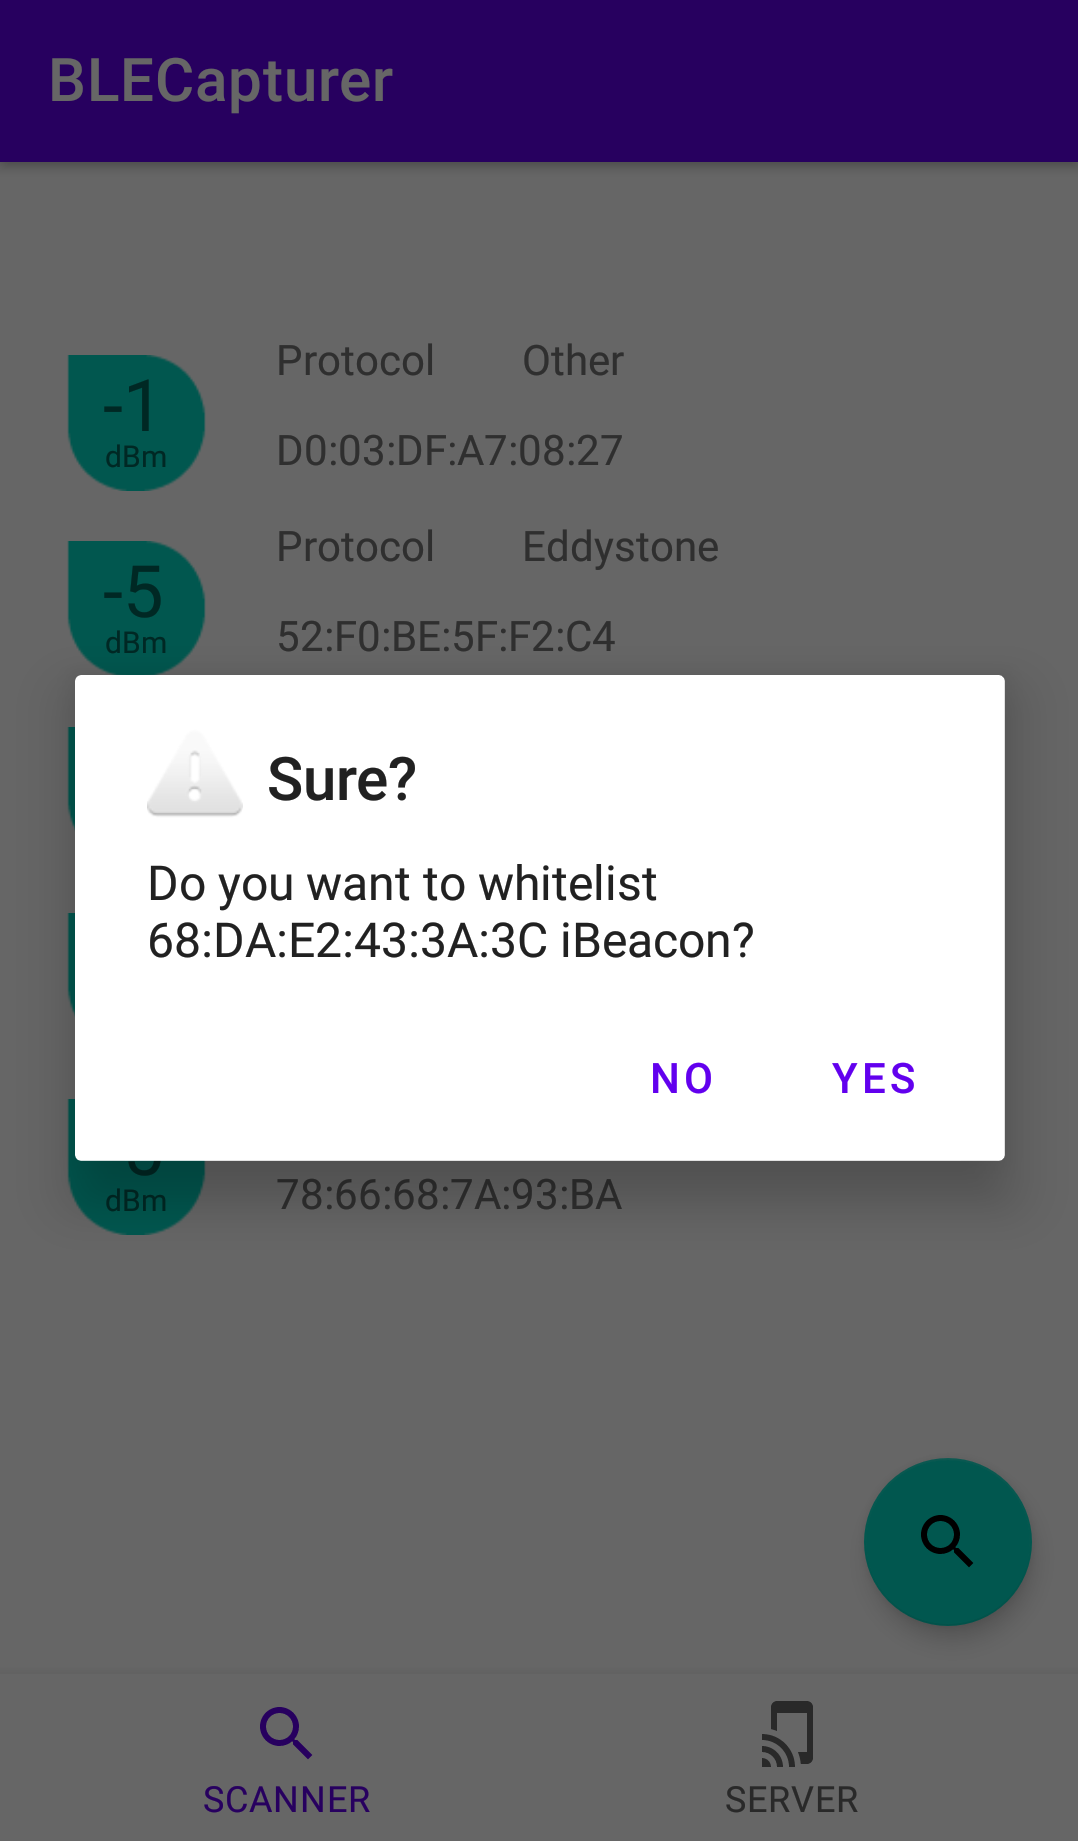 BLECapturer
-1
dBm
Protocol Other
D0:03:DF:A7:08:27
-5
dBm
Protocol Eddystone
52:F0:BE:5F:F2:C4
Sure?
Do you want to whitelist
68:DA:E2:43:3A:3C iBeacon?
NO YES
dBm
78:66:68:7A:93:BA
SCANNER
SERVER